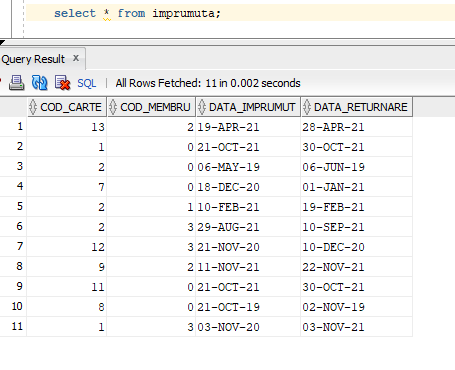 select * from imprumuta;
Query Result x
SQL | All Rows Fetched: 11 in 0.002 seconds
COD_CARTE COD_MEMBRU DATA_IMPRUMUT DATA_RETURNARE
1 13 2 19-APR-21 28-APR-21
2 1 0 21-OCT-21 30-OCT-21
3 2 0 06-MAY-19 06-JUN-19
4 7 0 18-DEC-20 01-JAN-21
5 2 1 10-FEB-21 19-FEB-21
6 2 3 29-AUG-21 10-SEP-21
7 12 3 21-NOV-20 10-DEC-20
8 9 2 11-NOV-21 22-NOV-21
9 11 0 21-OCT-21 30-OCT-21
10 8 0 21-OCT-19 02-NOV-19
11 1 3 03-NOV-20 03-NOV-21